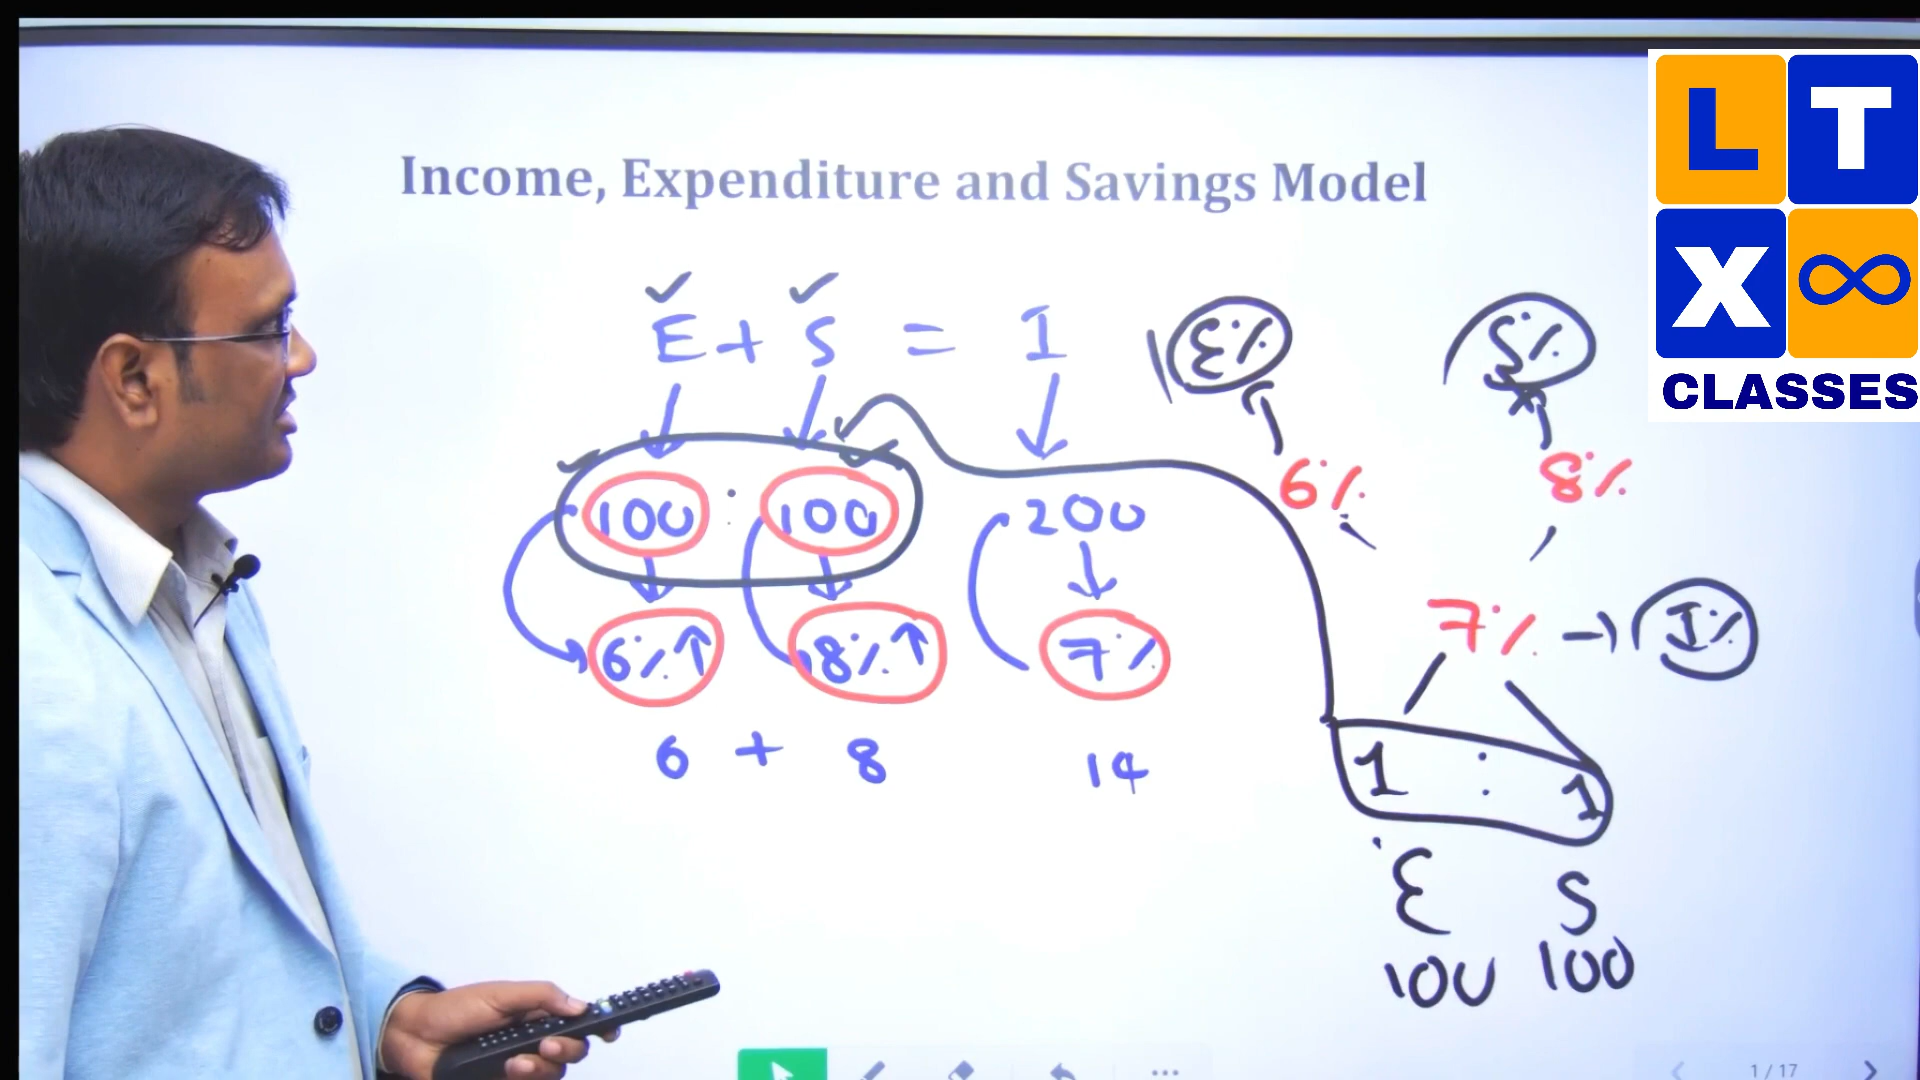 L T
X ∞
CLASSES
Income, Expenditure and Savings Model
E + S = I
E%
S%
100 : 100
200
6%
8%
6%↑
8%↑
7%
7% → I%
6 + 8
14
1 : 1
E
S
100
100
1 / 17